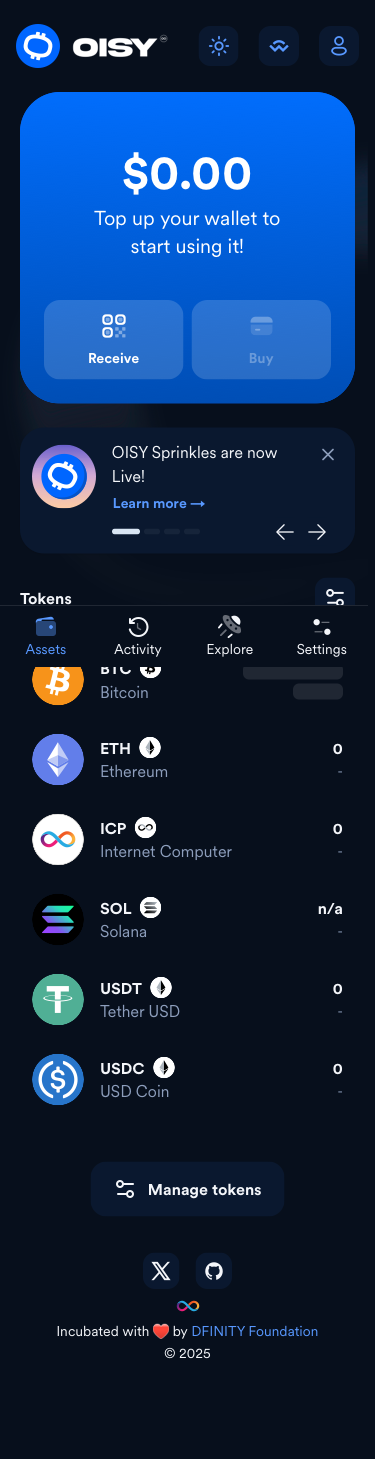 OISY
$0.00
Top up your wallet to
start using it!
Receive
Buy
OISY Sprinkles are now
Live!
Learn more →
Tokens
Assets
Activity
Explore
Settings
BTC
Bitcoin
ETH
0
Ethereum
-
ICP
0
Internet Computer
-
SOL
n/a
Solana
-
USDT
0
Tether USD
-
USDC
0
USD Coin
-
Manage tokens
Incubated with ❤️ by DFINITY Foundation
© 2025